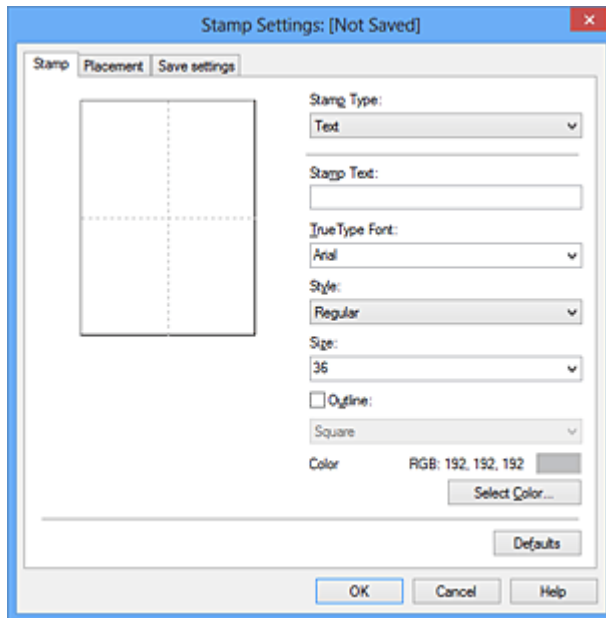 Stamp Settings: [Not Saved]
Stamp Placement Save settings
Stamp Type:
Text
Stamp Text:
TrueType Font:
Arial
Style:
Regular
Size:
36
Outline:
Square
Color RGB: 192, 192, 192
Select Color...
Defaults
OK Cancel Help